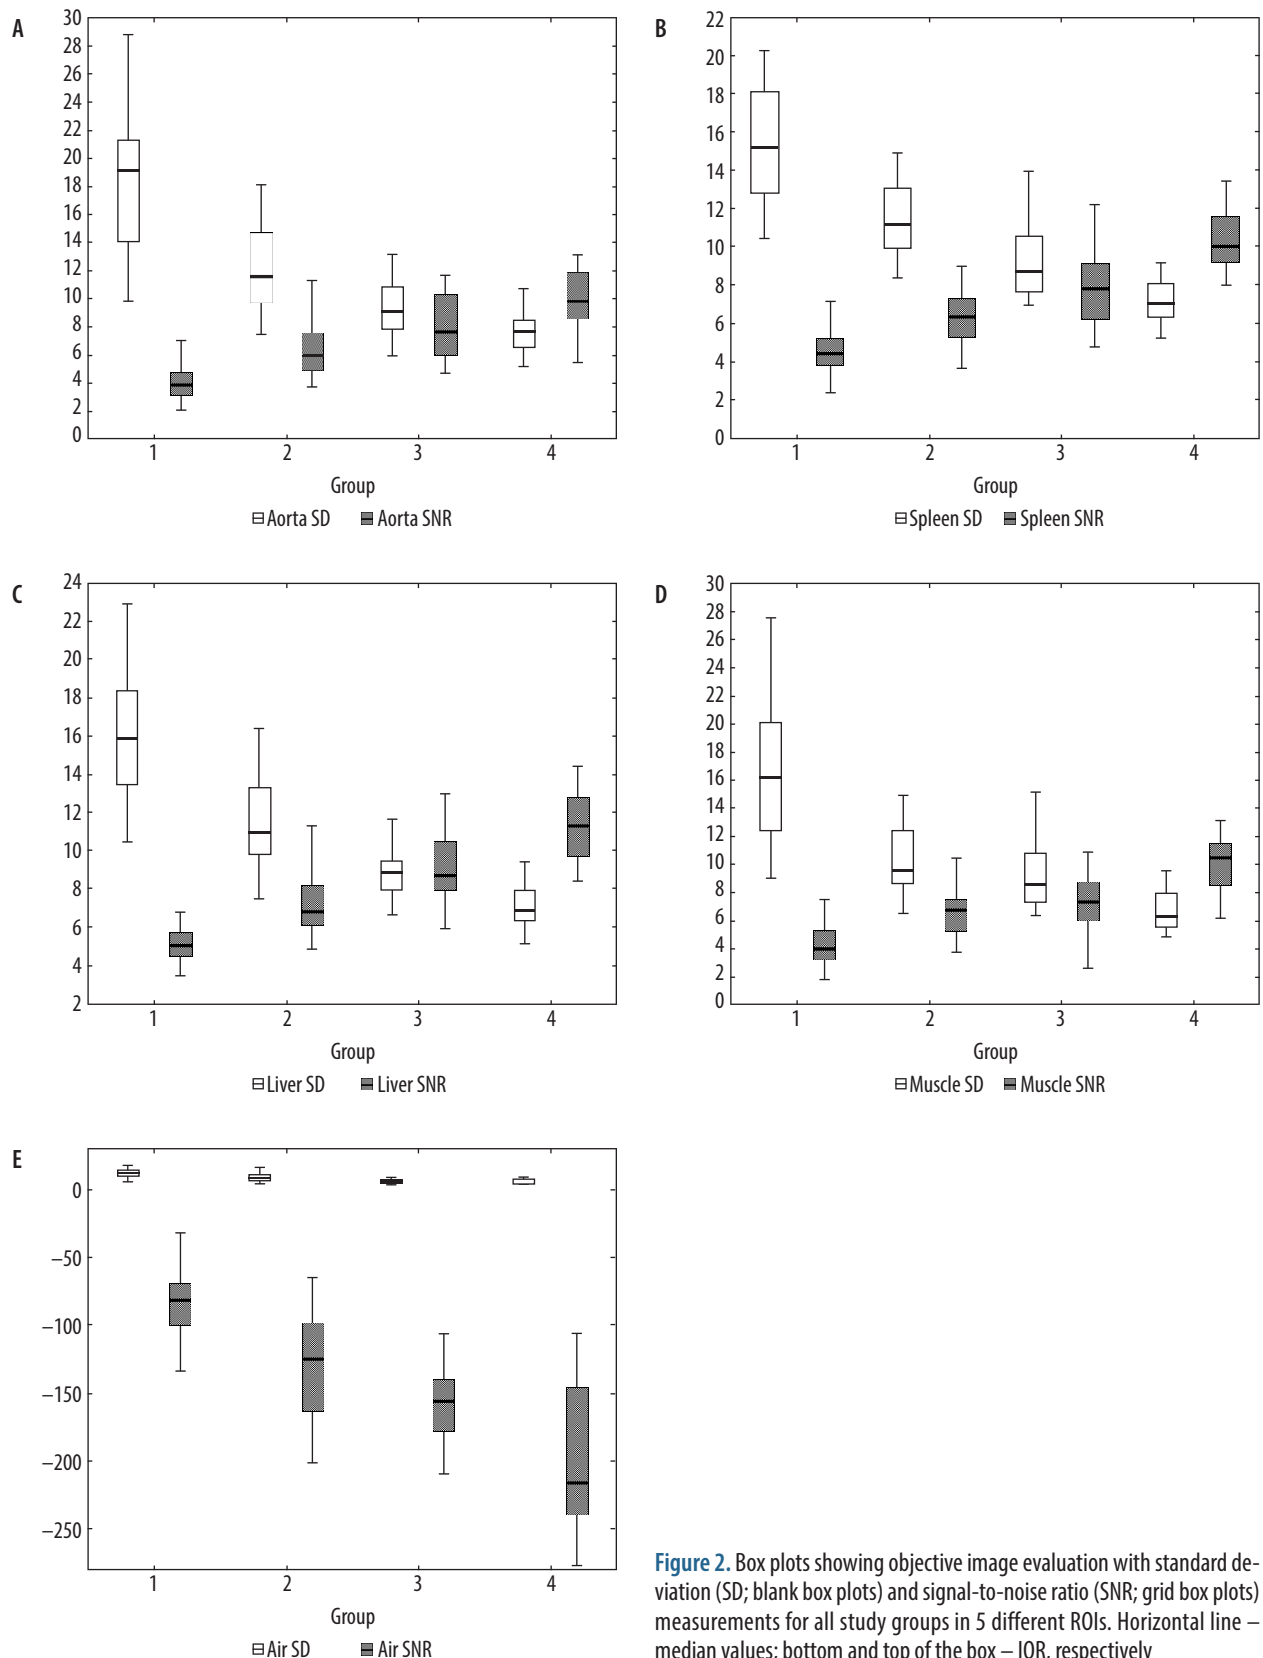 A
30
28
26
24
22
20
18
16
14
12
10
8
6
4
2
0
1 2 3 4
Group
Aorta SD Aorta SNR
B
22
20
18
16
14
12
10
8
6
4
2
0
1 2 3 4
Group
Spleen SD Spleen SNR
C
24
22
20
18
16
14
12
10
8
6
4
2
1 2 3 4
Group
Liver SD Liver SNR
D
30
28
26
24
22
20
18
16
14
12
10
8
6
4
2
0
1 2 3 4
Group
Muscle SD Muscle SNR
E
0
−50
−100
−150
−200
−250
1 2 3 4
Group
Air SD Air SNR
Figure 2. Box plots showing objective image evaluation with standard de-
viation (SD; blank box plots) and signal-to-noise ratio (SNR; grid box plots)
measurements for all study groups in 5 different ROIs. Horizontal line –
median values; bottom and top of the box – IQR, respectively